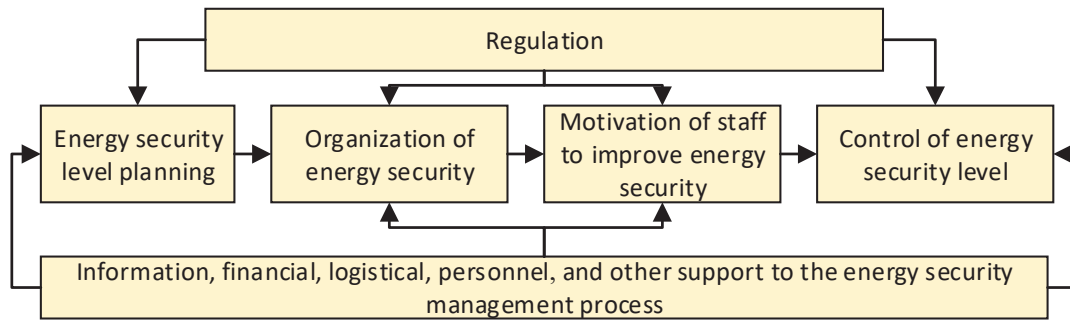 Regulation
Energy security
level planning
Organization of
energy security
Motivation of staff
to improve energy
security
Control of energy
security level
Information, financial, logistical, personnel, and other support to the energy security
management process